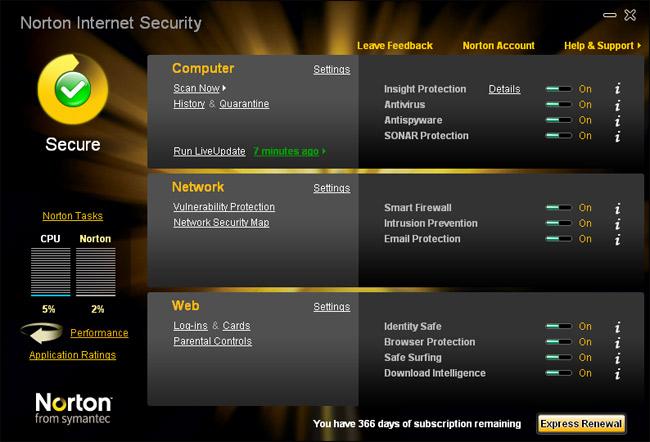 Norton Internet Security
Leave Feedback Norton Account Help & Support
Secure
Computer Settings
Scan Now
History & Quarantine
Run LiveUpdate 7 minutes ago
Insight Protection Details On i
Antivirus On i
Antispyware On i
SONAR Protection On i
Network Settings
Vulnerability Protection
Network Security Map
Smart Firewall On i
Intrusion Prevention On i
Email Protection On i
Norton Tasks
CPU Norton
5% 2%
Performance
Application Ratings
Web Settings
Log-ins & Cards
Parental Controls
Identity Safe On i
Browser Protection On i
Safe Surfing On i
Download Intelligence On i
Norton
from symantec
You have 366 days of subscription remaining Express Renewal